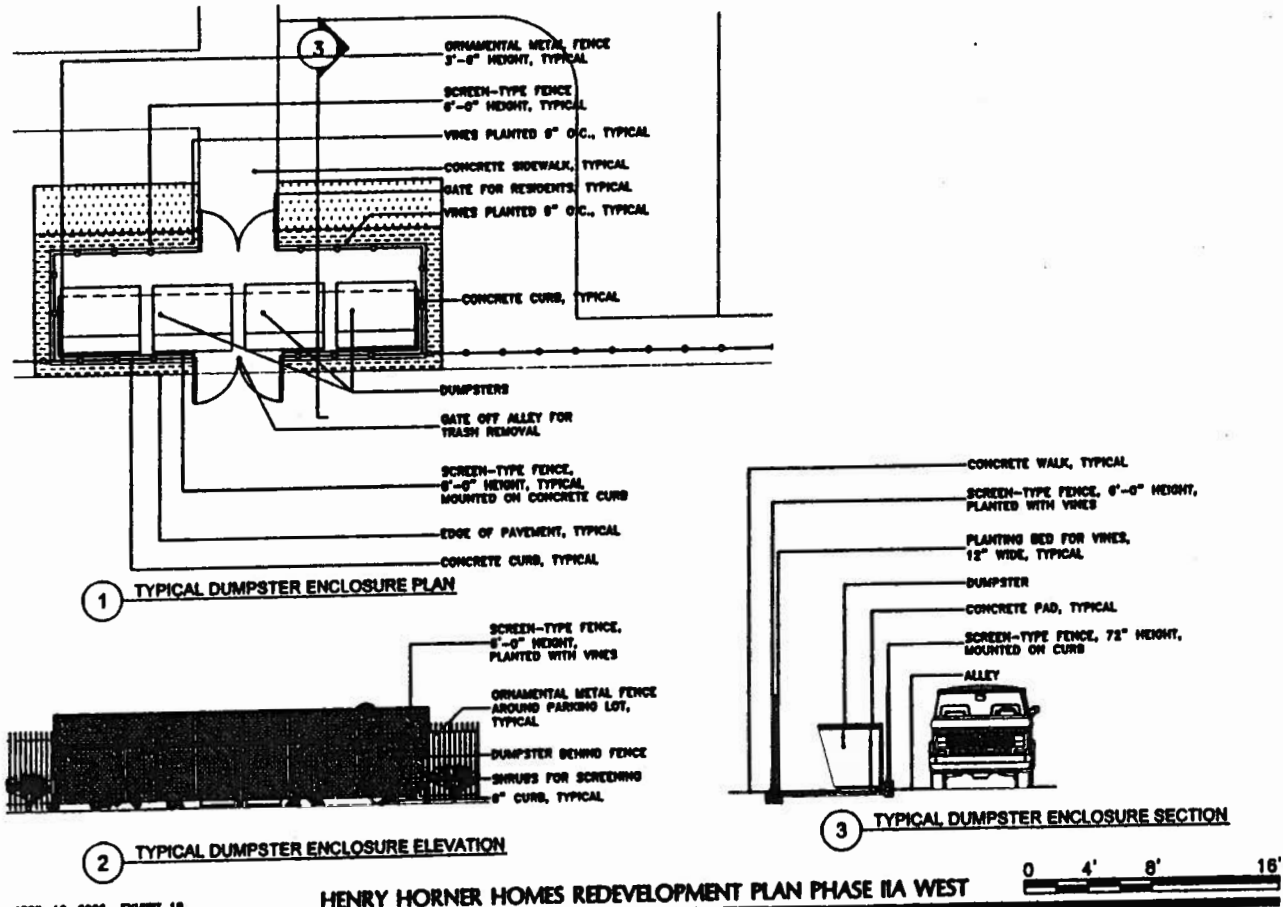 3
ORNAMENTAL METAL FENCE
3'-6" HEIGHT, TYPICAL
SCREEN-TYPE FENCE
6'-0" HEIGHT, TYPICAL
VINES PLANTED 9" O.C., TYPICAL
CONCRETE SIDEWALK, TYPICAL
GATE FOR RESIDENTS, TYPICAL
VINES PLANTED 9" O.C., TYPICAL
CONCRETE CURB, TYPICAL
DUMPSTERS
GATE OFF ALLEY FOR
TRASH REMOVAL
SCREEN-TYPE FENCE,
6'-0" HEIGHT, TYPICAL
MOUNTED ON CONCRETE CURB
EDGE OF PAVEMENT, TYPICAL
CONCRETE CURB, TYPICAL
1 TYPICAL DUMPSTER ENCLOSURE PLAN
SCREEN-TYPE FENCE,
6'-0" HEIGHT,
PLANTED WITH VINES
ORNAMENTAL METAL FENCE
AROUND PARKING LOT,
TYPICAL
DUMPSTER BEHIND FENCE
SHRUBS FOR SCREENING
6" CURB, TYPICAL
2 TYPICAL DUMPSTER ENCLOSURE ELEVATION
CONCRETE WALK, TYPICAL
SCREEN-TYPE FENCE, 6'-0" HEIGHT,
PLANTED WITH VINES
PLANTING BED FOR VINES,
12" WIDE, TYPICAL
DUMPSTER
CONCRETE PAD, TYPICAL
SCREEN-TYPE FENCE, 72" HEIGHT,
MOUNTED ON CURB
ALLEY
3 TYPICAL DUMPSTER ENCLOSURE SECTION
HENRY HORNER HOMES REDEVELOPMENT PLAN PHASE IIA WEST
0 4' 8' 16'